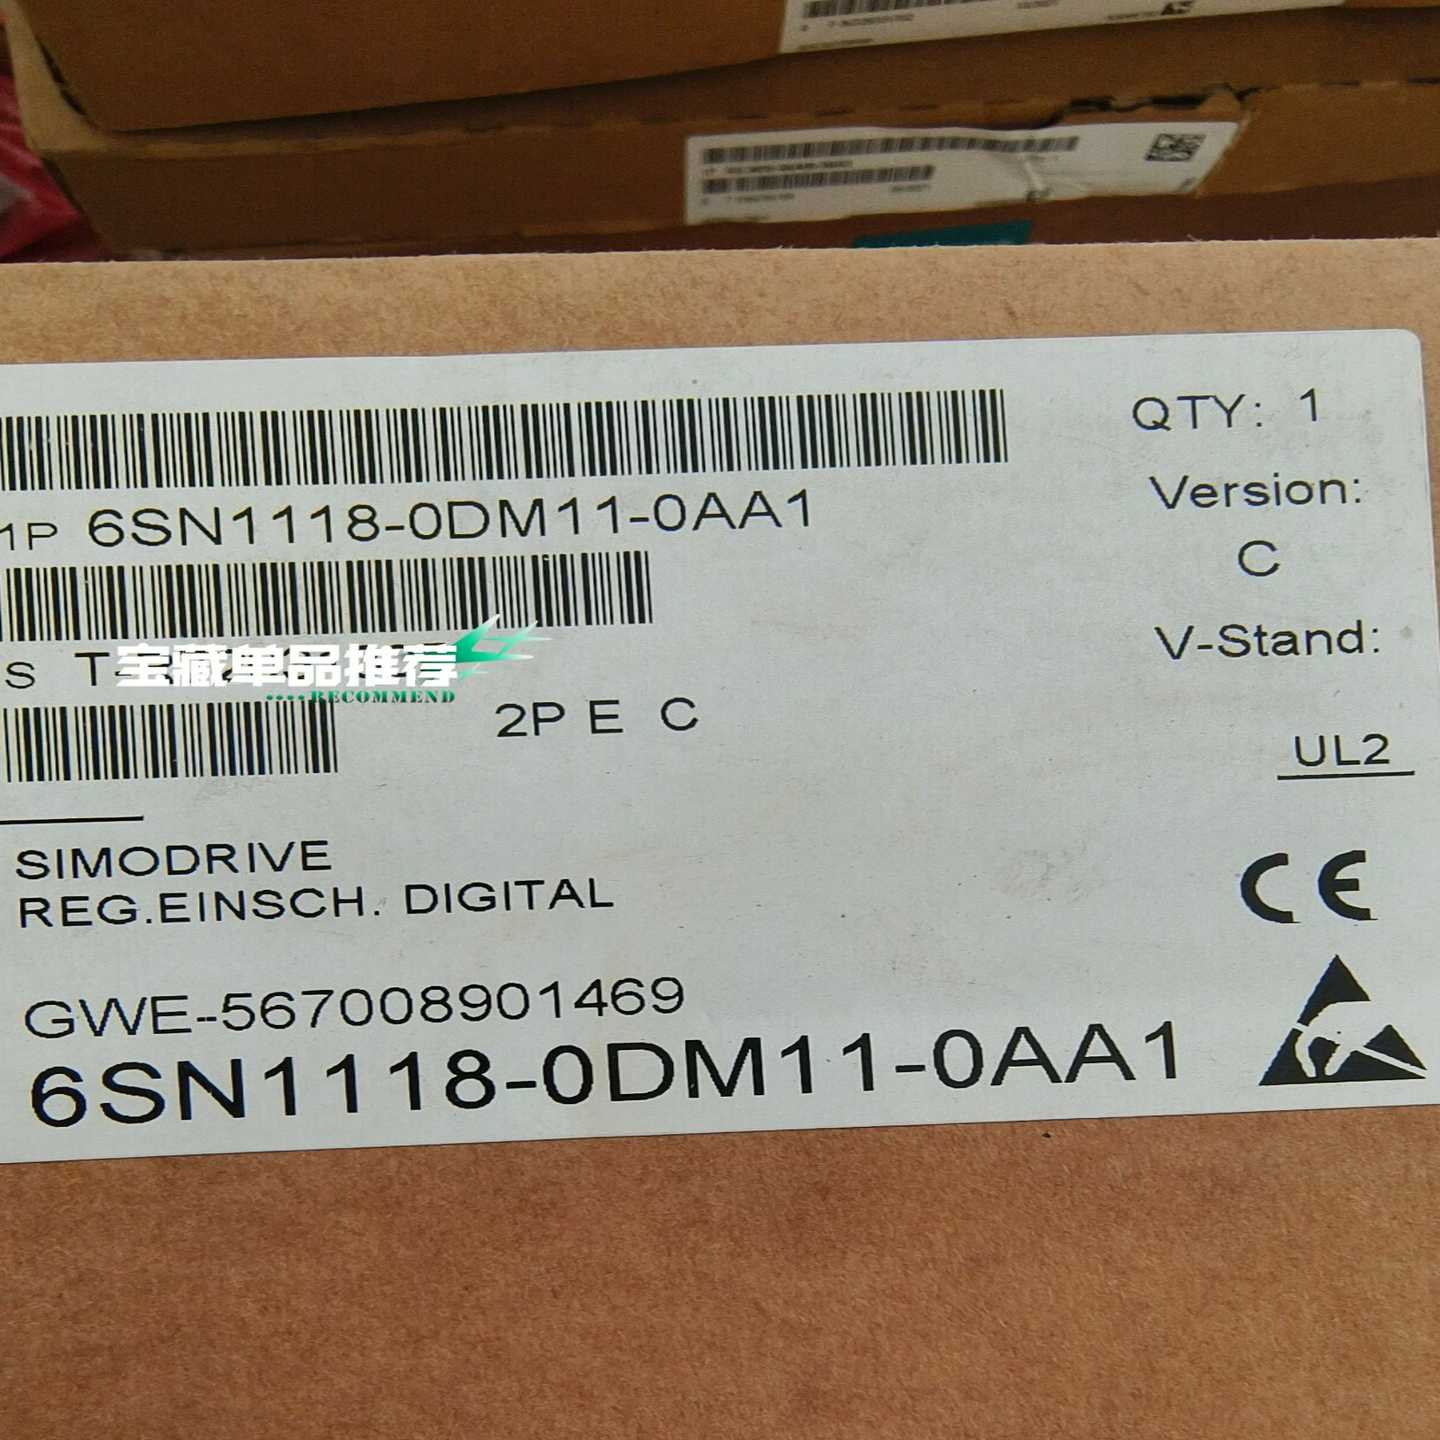 QTY: 1
1P 6SN1118-0DM11-0AA1
Version:
C
S T-
宝藏单品推荐
RECOMMEND
V-Stand:
2P E C
UL2
SIMODRIVE
REG.EINSCH. DIGITAL
CE
GWE-567008901469
6SN1118-0DM11-0AA1